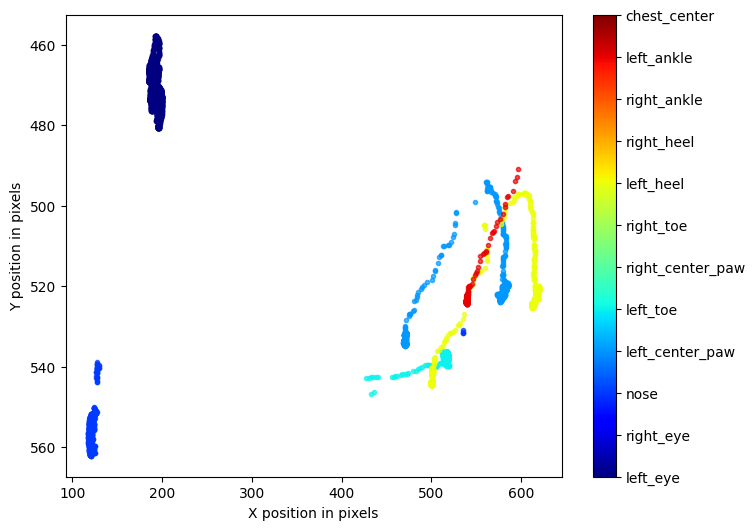 460
480
500
520
540
560
Y position in pixels
100
200
300
400
500
600
X position in pixels
chest_center
left_ankle
right_ankle
right_heel
left_heel
right_toe
right_center_paw
left_toe
left_center_paw
nose
right_eye
left_eye